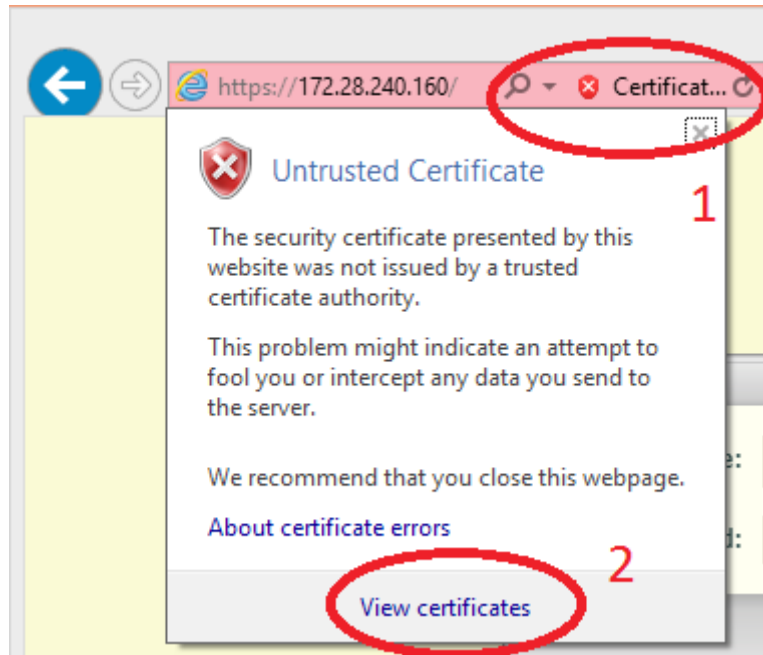 https://172.28.240.160/ Certificat...
1
Untrusted Certificate
The security certificate presented by this
website was not issued by a trusted
certificate authority.
This problem might indicate an attempt to
fool you or intercept any data you send to
the server.
e:
We recommend that you close this webpage.
About certificate errors
d:
2
View certificates